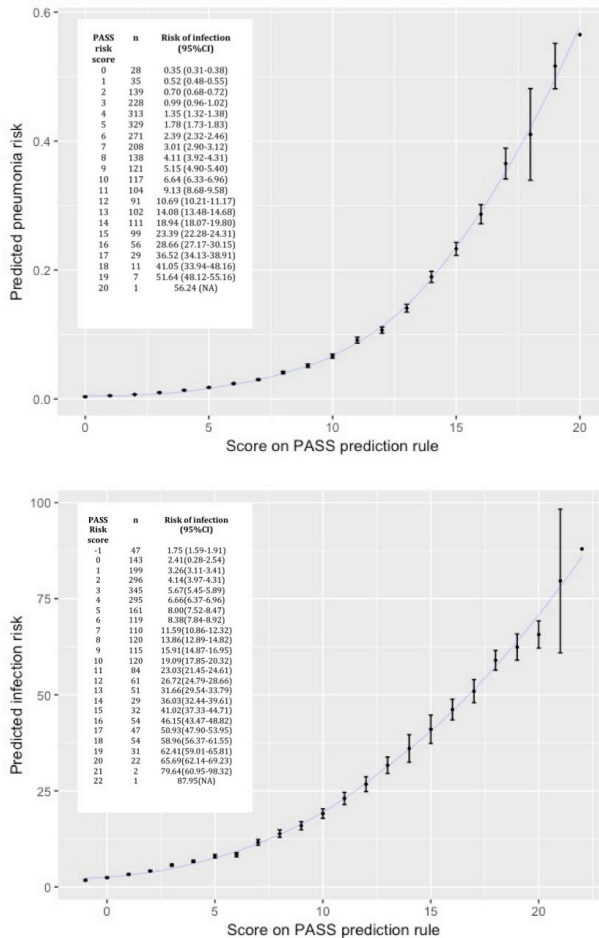 0.6
0.4
0.2
0.0
Predicted pneumonia risk
PASS n Risk of infection
risk (95%CI)
score
0 28 0.35 (0.31-0.38)
1 35 0.52 (0.48-0.55)
2 139 0.70 (0.68-0.72)
3 228 0.99 (0.96-1.02)
4 313 1.35 (1.32-1.38)
5 329 1.78 (1.73-1.83)
6 271 2.39 (2.32-2.46)
7 208 3.01 (2.90-3.12)
8 138 4.11 (3.92-4.31)
9 121 5.15 (4.90-5.40)
10 117 6.64 (6.33-6.96)
11 104 9.13 (8.68-9.58)
12 91 10.69 (10.21-11.17)
13 102 14.08 (13.48-14.68)
14 111 18.94 (18.07-19.80)
15 99 23.39 (22.28-24.31)
16 56 28.66 (27.17-30.15)
17 29 36.52 (34.13-38.91)
18 11 41.05 (33.94-48.16)
19 7 51.64 (48.12-55.16)
20 1 56.24 (NA)
0 5 10 15 20
Score on PASS prediction rule
100
75
50
25
0
Predicted infection risk
PASS n Risk of infection
Risk (95%CI)
score
-1 47 1.75 (1.59-1.91)
0 143 2.41(0.28-2.54)
1 199 3.26(3.11-3.41)
2 296 4.14(3.97-4.31)
3 345 5.67(5.45-5.89)
4 295 6.66(6.37-6.96)
5 161 8.00(7.52-8.47)
6 119 8.38(7.84-8.92)
7 110 11.59(10.86-12.32)
8 120 13.86(12.89-14.82)
9 115 15.91(14.87-16.95)
10 120 19.09(17.85-20.32)
11 84 23.03(21.45-24.61)
12 61 26.72(24.79-28.66)
13 51 31.66(29.54-33.79)
14 29 36.03(32.44-39.61)
15 32 41.02(37.33-44.71)
16 54 46.15(43.47-48.82)
17 47 50.93(47.90-53.95)
18 54 58.96(56.37-61.55)
19 31 62.41(59.01-65.81)
20 22 65.69(62.14-69.23)
21 2 79.64(60.95-98.32)
22 1 87.95(NA)
0 5 10 15 20
Score on PASS prediction rule